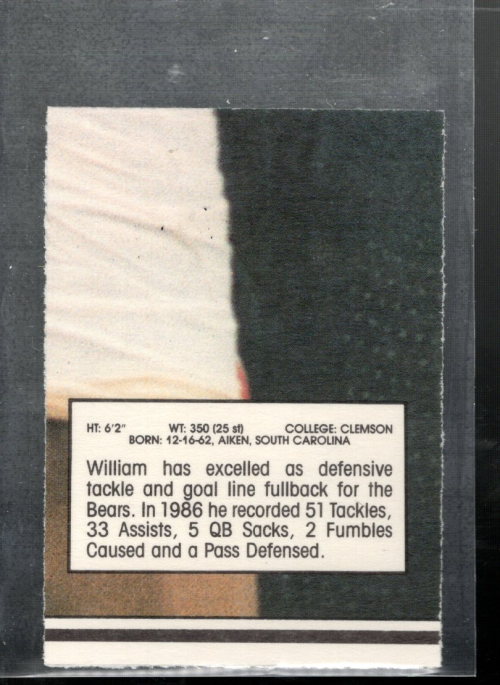 HT: 6'2" WT: 350 (25 st) COLLEGE: CLEMSON
BORN: 12-16-62, AIKEN, SOUTH CAROLINA
William has excelled as defensive
tackle and goal line fullback for the
Bears. In 1986 he recorded 51 Tackles,
33 Assists, 5 QB Sacks, 2 Fumbles
Caused and a Pass Defensed.